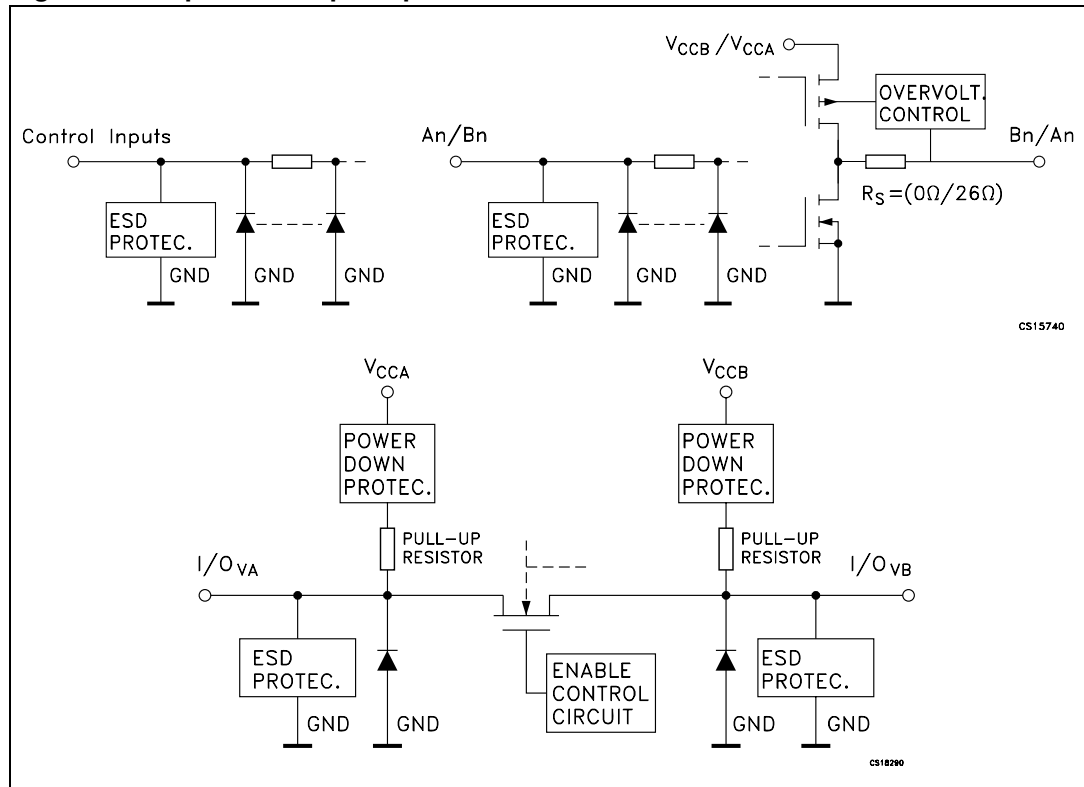 Control Inputs
ESD
PROTEC.
GND
GND
GND
An/Bn
ESD
PROTEC.
GND
GND
GND
VCCB/VCCA
OVERVOLT.
CONTROL
Bn/An
RS=(0Ω/26Ω)
CS15740
VCCA
POWER
DOWN
PROTEC.
PULL-UP
RESISTOR
I/OVA
ESD
PROTEC.
GND
GND
ENABLE
CONTROL
CIRCUIT
VCCB
POWER
DOWN
PROTEC.
PULL-UP
RESISTOR
I/OVB
ESD
PROTEC.
GND
GND
CS18290